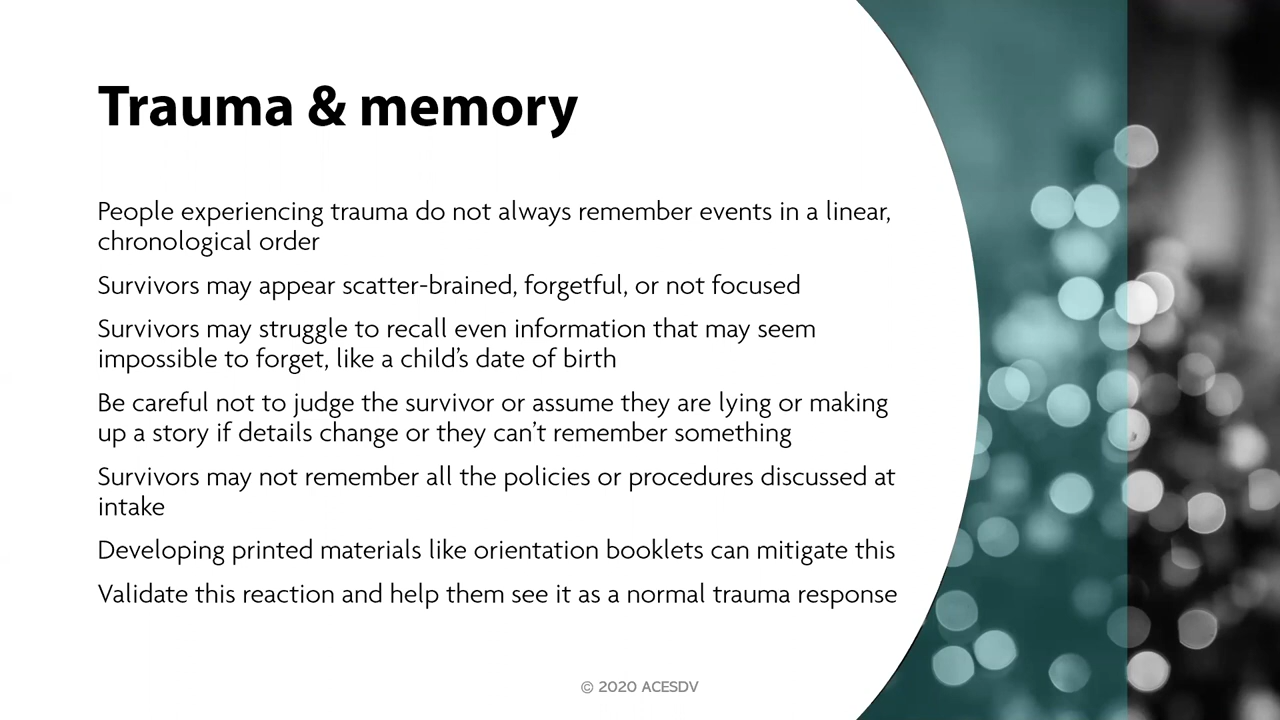 Trauma & memory
People experiencing trauma do not always remember events in a linear,
chronological order
Survivors may appear scatter-brained, forgetful, or not focused
Survivors may struggle to recall even information that may seem
impossible to forget, like a child’s date of birth
Be careful not to judge the survivor or assume they are lying or making
up a story if details change or they can’t remember something
Survivors may not remember all the policies or procedures discussed at
intake
Developing printed materials like orientation booklets can mitigate this
Validate this reaction and help them see it as a normal trauma response
© 2020 ACESDV